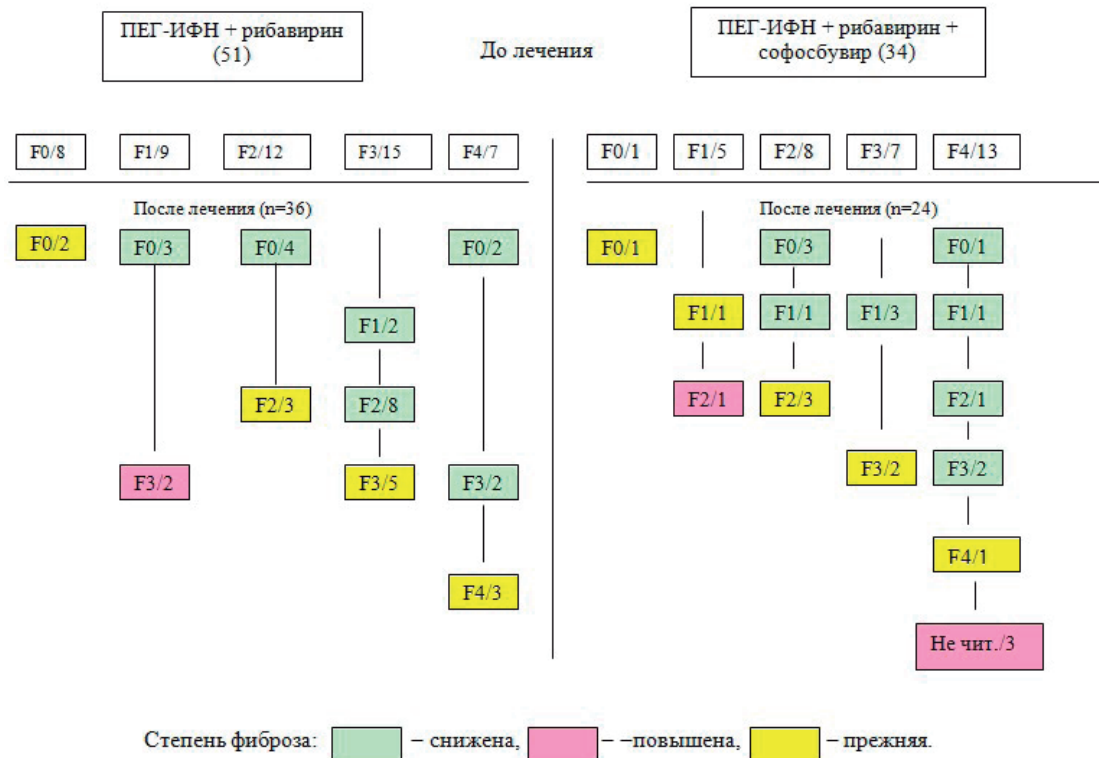 ПЕГ-ИФН + рибавирин
(51)
До лечения
ПЕГ-ИФН + рибавирин +
софосбувир (34)
F0/8 F1/9 F2/12 F3/15 F4/7
F0/1 F1/5 F2/8 F3/7 F4/13
После лечения (n=36)
После лечения (n=24)
F0/2 F0/3 F0/4 F0/2
F0/1 F0/3 F0/1
F1/2
F1/1 F1/1 F1/3 F1/1
F2/3 F2/8
F2/1 F2/3 F2/1
F3/2 F3/5 F3/2
F3/2 F3/2
F4/1
F4/3
Не чит./3
Степень фиброза: – снижена, – –повышена, – прежняя.